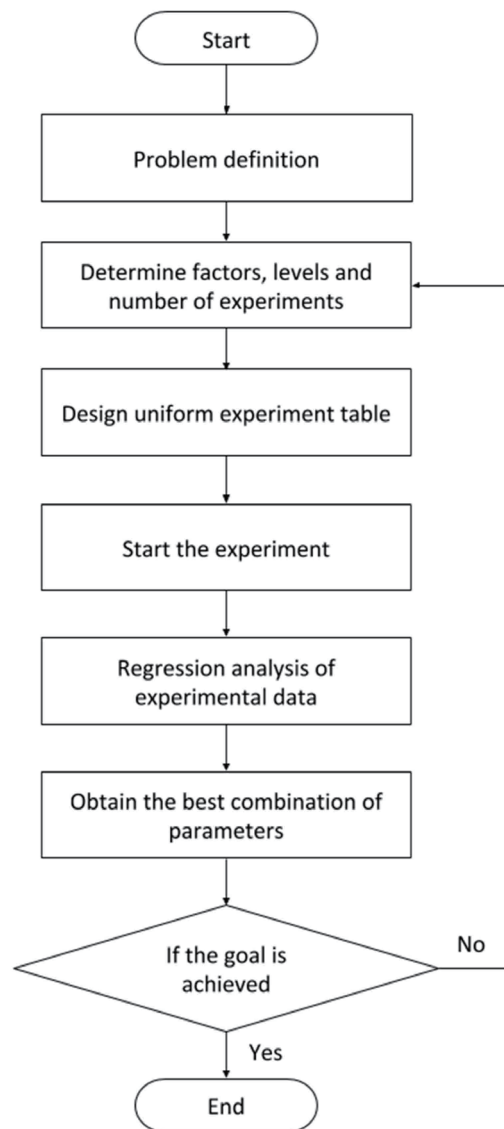 Start
Problem definition
Determine factors, levels and
number of experiments
Design uniform experiment table
Start the experiment
Regression analysis of
experimental data
Obtain the best combination of
parameters
If the goal is
achieved
No
Yes
End